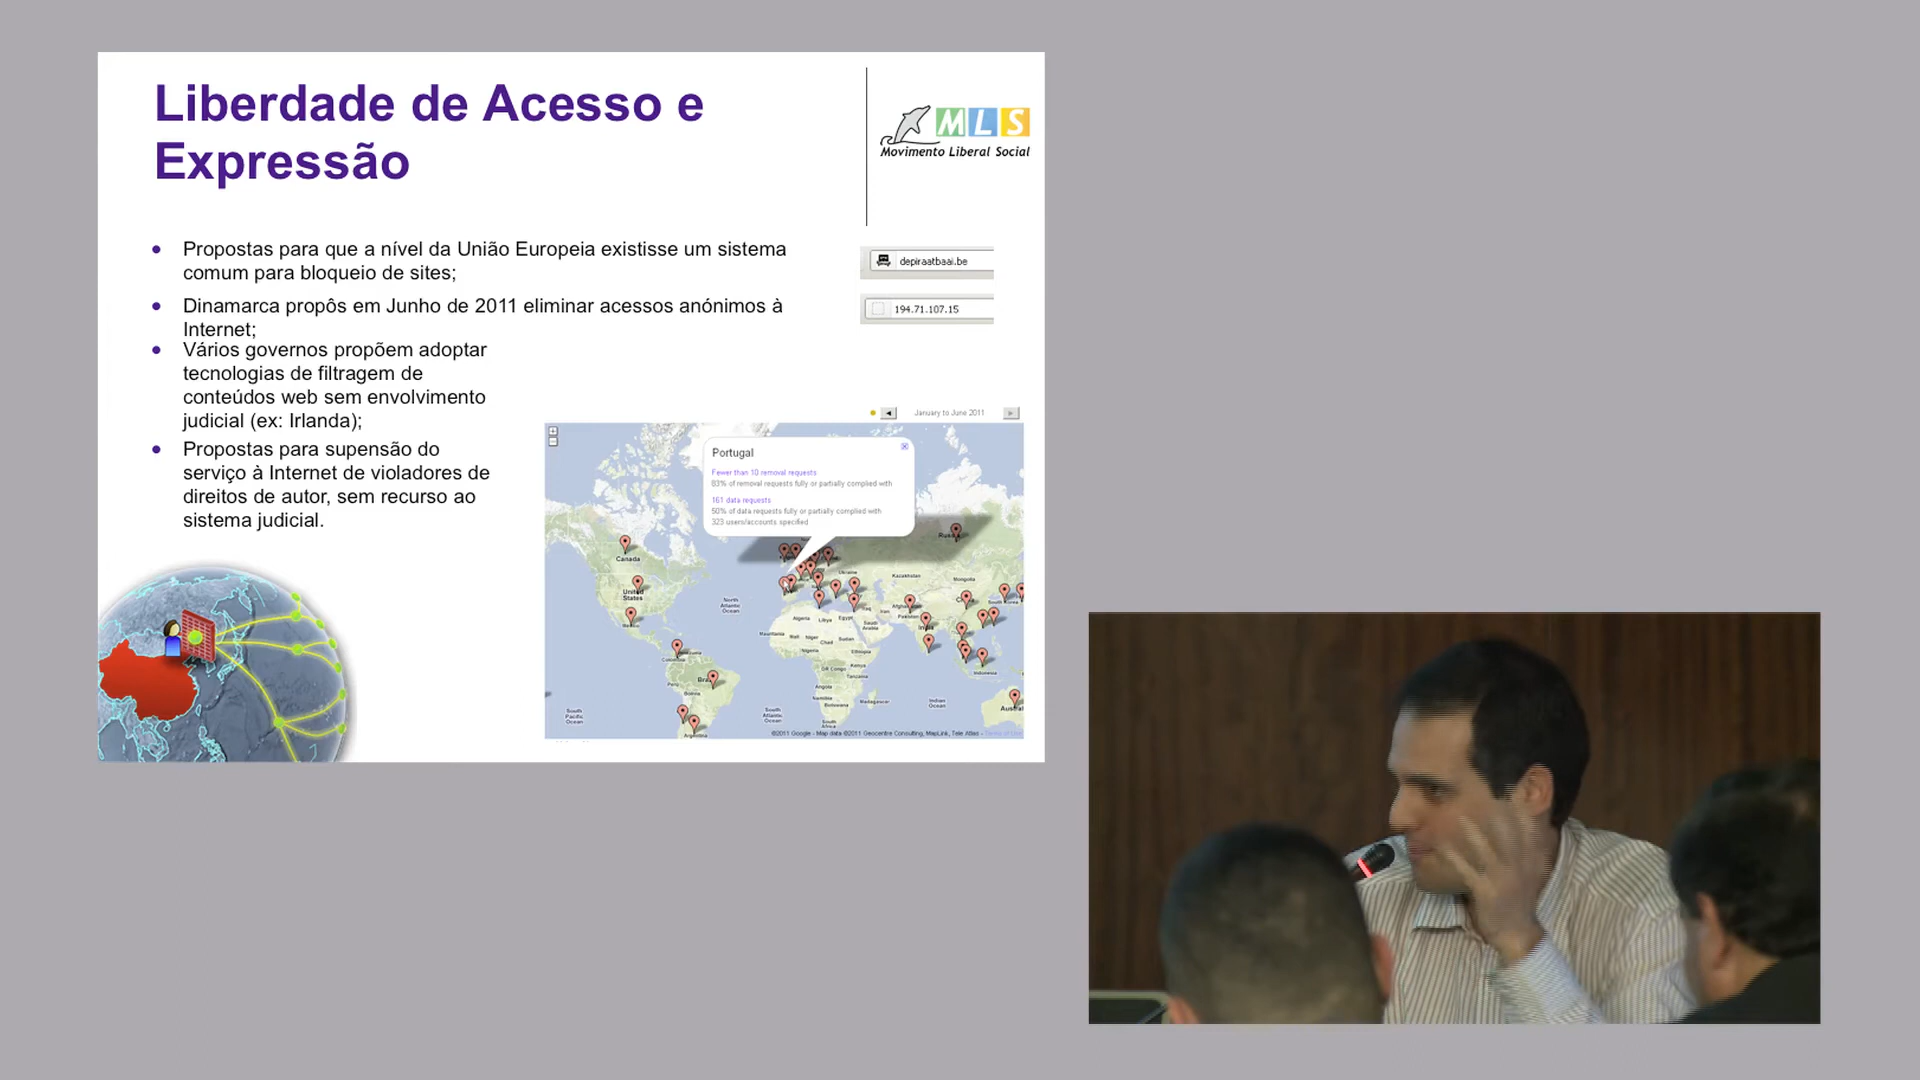 Liberdade de Acesso e
Expressão
MLS
Movimento Liberal Social
Propostas para que a nível da União Europeia existisse um sistema
comum para bloqueio de sites;
Dinamarca propôs em Junho de 2011 eliminar acessos anónimos à
Internet;
Vários governos propõem adoptar
tecnologias de filtragem de
conteúdos web sem envolvimento
judicial (ex: Irlanda);
Propostas para supensão do
serviço à Internet de violadores de
direitos de autor, sem recurso ao
sistema judicial.
depiraatbaai.be
194.71.107.15
January to June 2011
Portugal
Fewer than 10 removal requests
83% of removal requests fully or partially complied with
161 data requests
50% of data requests fully or partially complied with
323 users/accounts specified
Canada
United
States
Mexico
North
Atlantic
Ocean
Ukraine
Kazakhstan
Mongolia
South Korea
Algeria
Libya
Egypt
Saudi
Arabia
Iraq
Afghanistan
Pakistan
India
Mauritania
Mali
Niger
Chad
Sudan
Nigeria
Ethiopia
DR Congo
Kenya
Tanzania
Angola
Namibia
Botswana
Madagascar
Venezuela
Colombia
Peru
Brazil
Bolivia
Argentina
South
Pacific
Ocean
South
Atlantic
Ocean
South
Africa
Indian
Ocean
Indonesia
©2011 Google - Map data ©2011 Geocentre Consulting, MapLink, Tele Atlas - Terms of Use